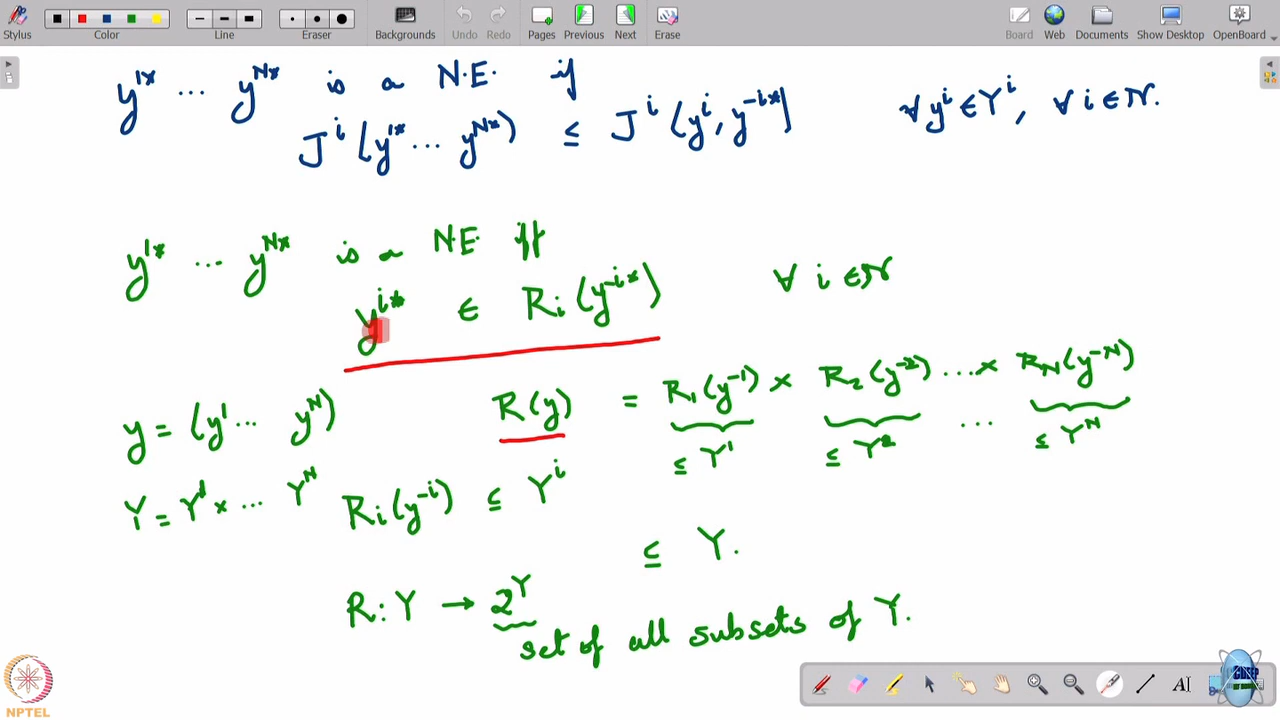 Stylus Color Line Eraser Backgrounds Undo Redo Pages Previous Next Erase Board Web Documents Show Desktop OpenBoard
y^{1*} ... y^{N*} is a N.E. if
J^i (y^{1*} ... y^{N*}) ≤ J^i (y^i, y^{-i*}) ∀ y^i ∈ Y^i, ∀ i ∈ N.
y^{1*} ... y^{N*} is a N.E. iff
y^{i*} ∈ R_i (y^{-i*}) ∀ i ∈ N
y = (y^1 ... y^N) R(y) = R_1(y^{-1}) × R_2(y^{-2}) ... × R_N(y^{-N})
⊆ Y^1 ⊆ Y^2 ... ⊆ Y^N
Y = Y^1 × ... Y^N R_i(y^{-i}) ⊆ Y^i
⊆ Y.
R : Y → 2^Y
set of all subsets of Y.
NPTEL